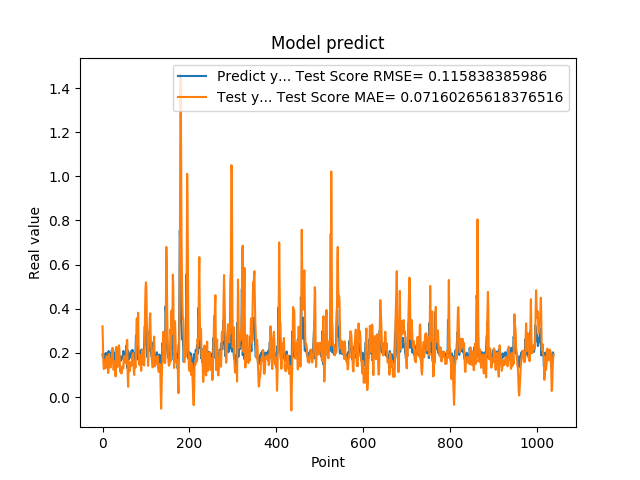 Model predict
Predict y... Test Score RMSE= 0.115838385986
Test y... Test Score MAE= 0.07160265618376516
Real value
1.4
1.2
1.0
0.8
0.6
0.4
0.2
0.0
0 200 400 600 800 1000
Point